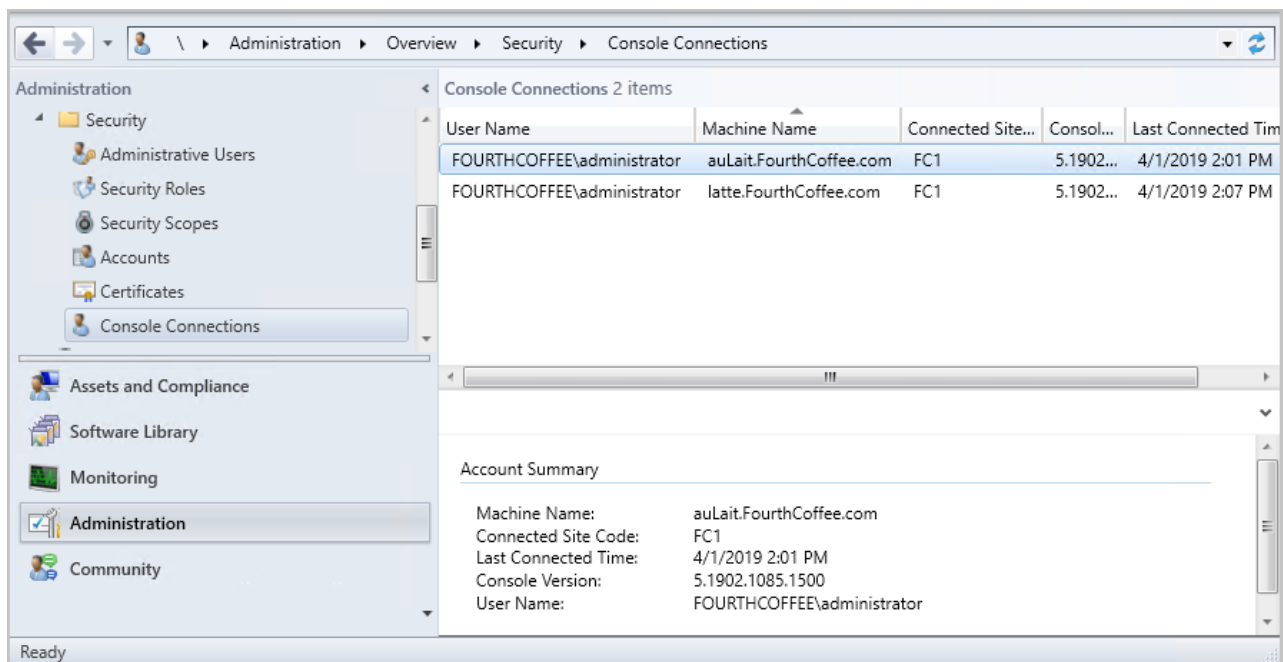 \ Administration Overview Security Console Connections
Administration
Security
Administrative Users
Security Roles
Security Scopes
Accounts
Certificates
Console Connections
Assets and Compliance
Software Library
Monitoring
Administration
Community
Console Connections 2 items
User Name Machine Name Connected Site... Consol... Last Connected Tim
FOURTHCOFFEE\administrator auLait.FourthCoffee.com FC1 5.1902... 4/1/2019 2:01 PM
FOURTHCOFFEE\administrator latte.FourthCoffee.com FC1 5.1902... 4/1/2019 2:07 PM
Account Summary
Machine Name: auLait.FourthCoffee.com
Connected Site Code: FC1
Last Connected Time: 4/1/2019 2:01 PM
Console Version: 5.1902.1085.1500
User Name: FOURTHCOFFEE\administrator
Ready